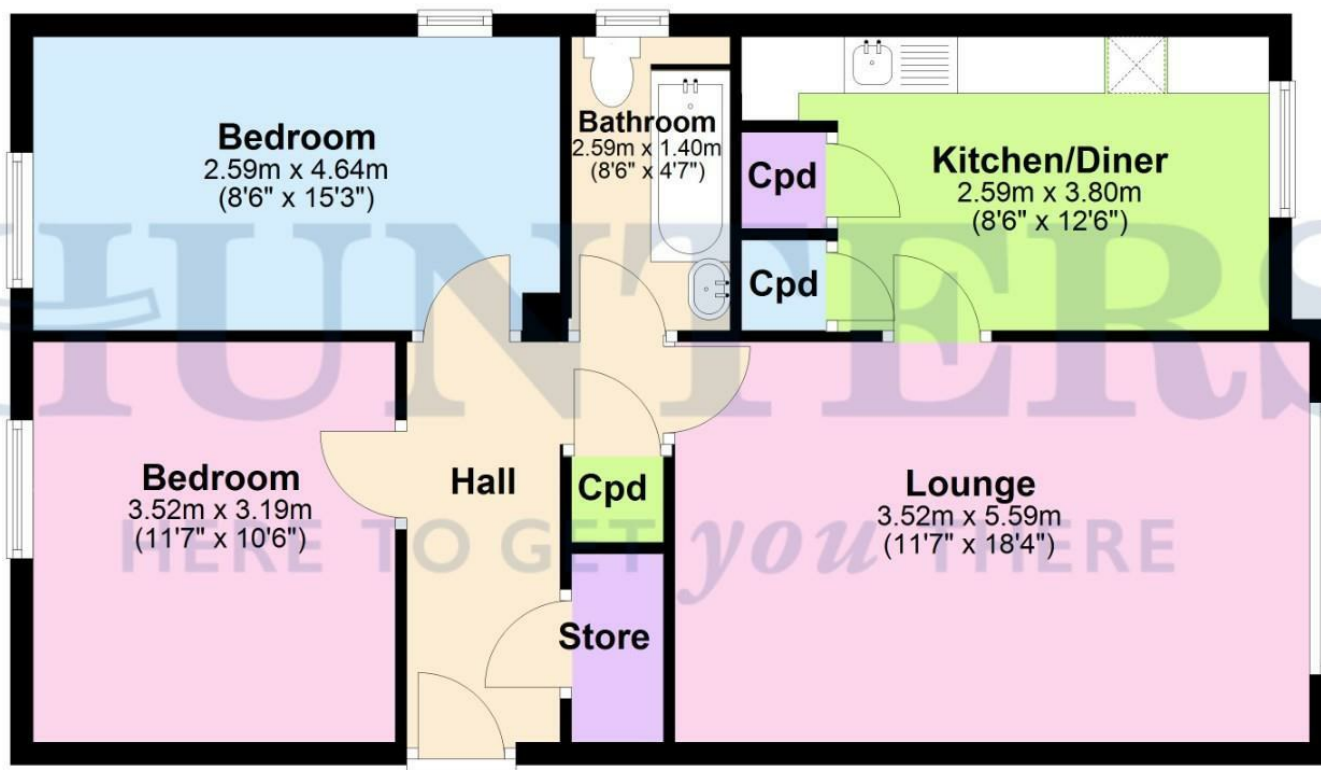 Bedroom
2.59m x 4.64m
(8'6" x 15'3")
Bathroom
2.59m x 1.40m
(8'6" x 4'7")
Cpd
Kitchen/Diner
2.59m x 3.80m
(8'6" x 12'6")
Cpd
HUNTERS
Bedroom
3.52m x 3.19m
(11'7" x 10'6")
Hall
Cpd
Lounge
3.52m x 5.59m
(11'7" x 18'4")
HERE TO GET you THERE
Store